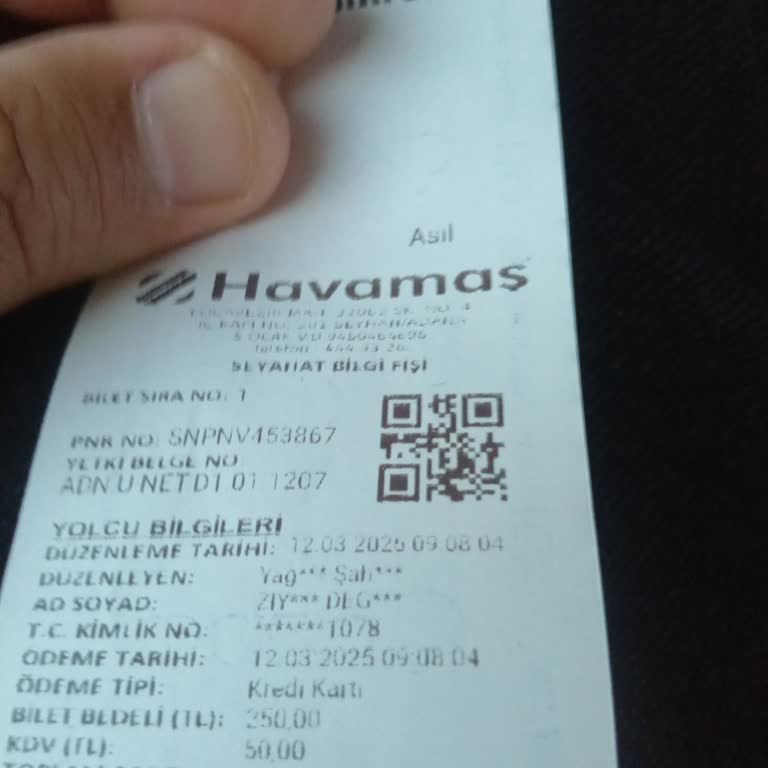 Asıl
Havamaş
SEYAHAT BİLGİ FİŞİ
BİLET SIRA NO: 1
PNR NO: SNPNV453867
YETKİ BELGE NO
ADN.U-NET.D1.01.1207
YOLCU BİLGİLERİ
DÜZENLEME TARİHİ: 12.03.2025 09:08:04
DÜZENLEYEN: Yağ*** Şah***
AD SOYAD: ZİY*** DEG***
T.C. KİMLİK NO: *******1078
ÖDEME TARİHİ: 12.03.2025 09:08:04
ÖDEME TİPİ: Kredi Kartı
BİLET BEDELİ (TL): 250,00
KDV (TL): 50,00